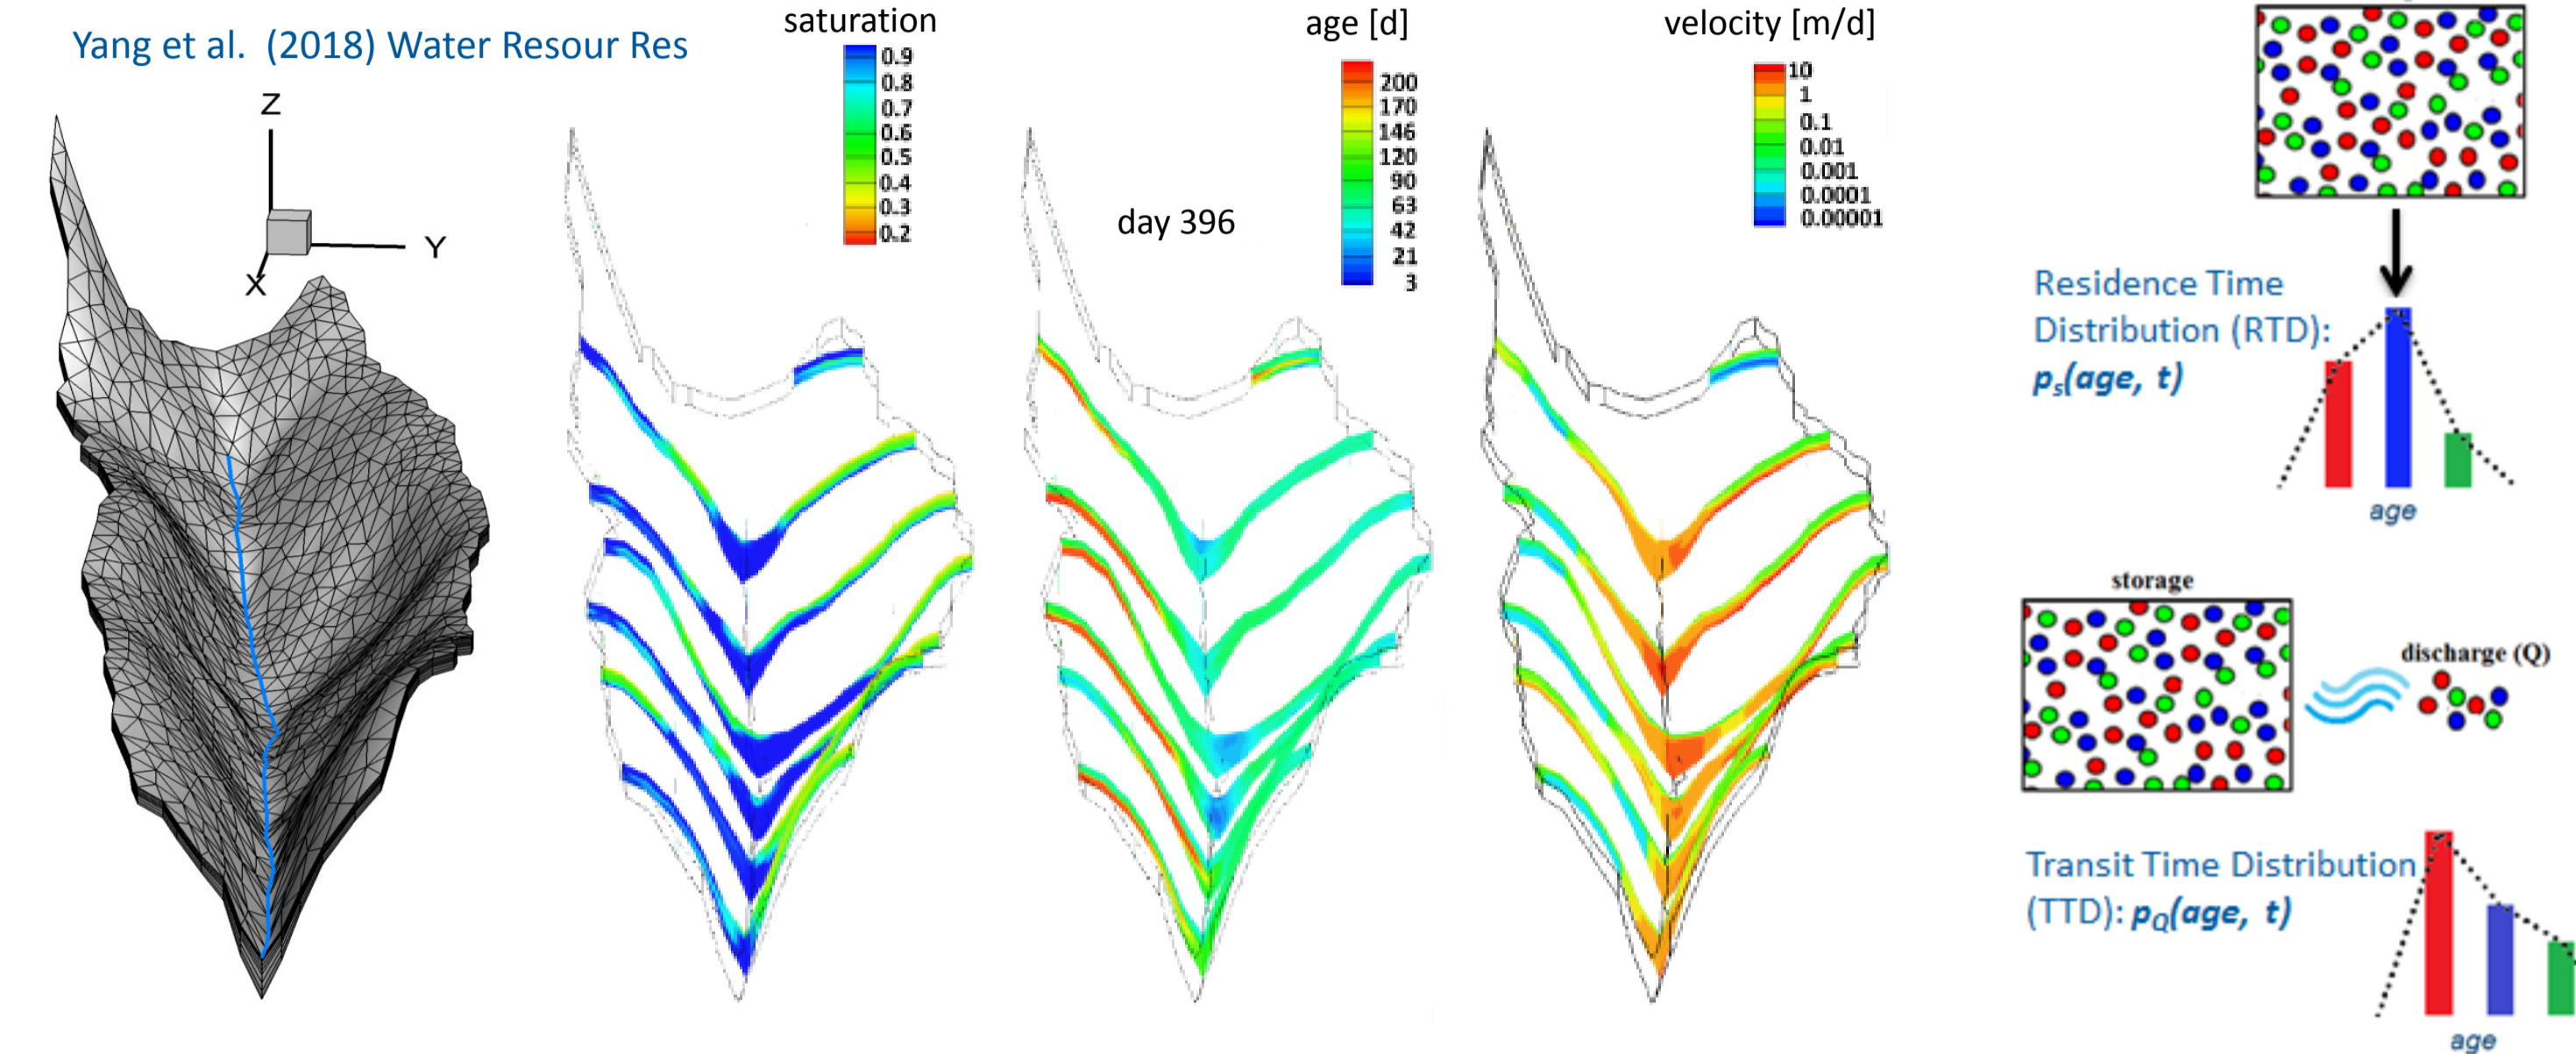 Yang et al. (2018) Water Resour Res
Z
Y
X
saturation
0.9
0.8
0.7
0.6
0.5
0.4
0.3
0.2
day 396
age [d]
200
170
146
120
90
63
42
21
3
velocity [m/d]
10
1
0.1
0.01
0.001
0.0001
0.00001
Residence Time
Distribution (RTD):
ps(age, t)
age
storage
discharge (Q)
Transit Time Distribution
(TTD): pQ(age, t)
age